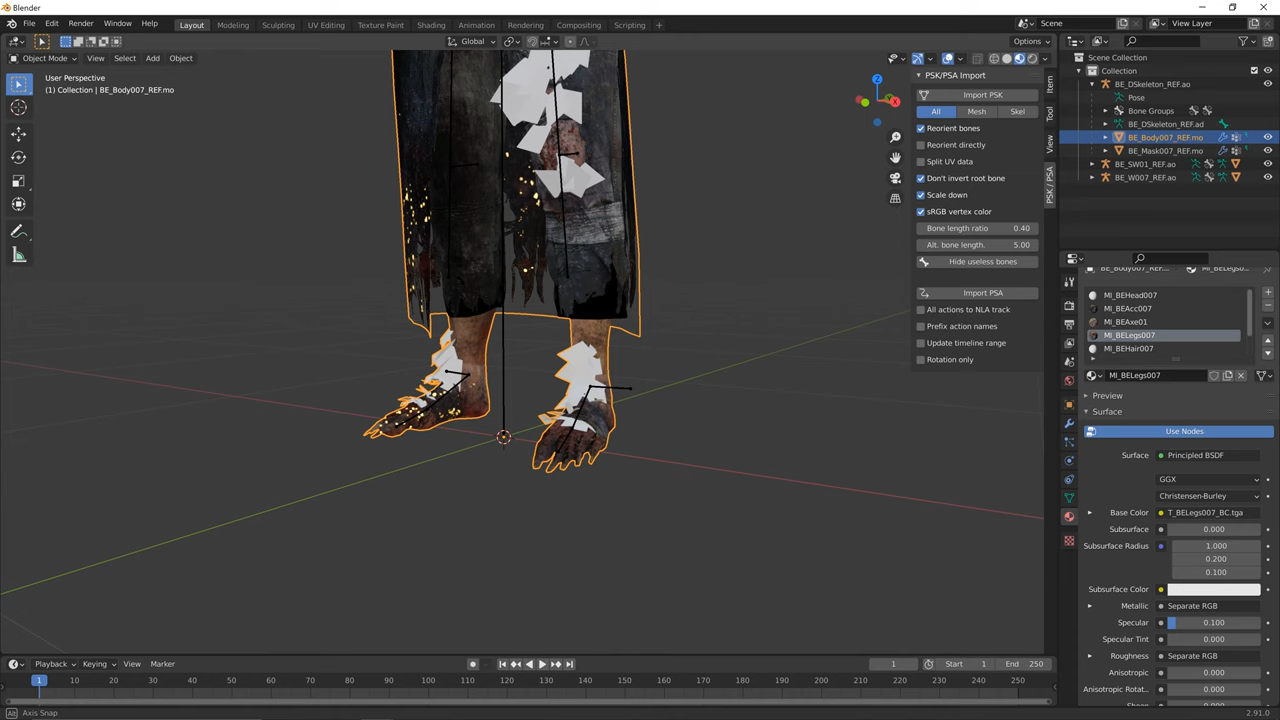 Blender
File Edit Render Window Help Layout Modeling Sculpting UV Editing Texture Paint Shading Animation Rendering Compositing Scripting + Scene View Layer
Global Options
Object Mode View Select Add Object
User Perspective
(1) Collection | BE_Body007_REF.mo
Z
X
PSK/PSA Import
Import PSK
All Mesh Skel
Reorient bones
Reorient directly
Split UV data
Don't invert root bone
Scale down
sRGB vertex color
Bone length ratio 0.40
Alt. bone length. 5.00
Hide useless bones
Import PSA
All actions to NLA track
Prefix action names
Update timeline range
Rotation only
Item
Tool
View
PSK / PSA
Scene Collection
Collection
BE_DSkeleton_REF.ao
Pose
Bone Groups
BE_DSkeleton_REF.ad
BE_Body007_REF.mo
BE_Mask007_REF.mo
BE_SW01_REF.ao
BE_W007_REF.ao
MI_BEHead007
MI_BEAcc007
MI_BEAxe01
MI_BELegs007
MI_BEHair007
MI_BELegs007
Preview
Surface
Use Nodes
Surface Principled BSDF
GGX
Christensen-Burley
Base Color T_BELegs007_BC.tga
Subsurface 0.000
Subsurface Radius 1.000
0.200
0.100
Subsurface Color
Metallic Separate RGB
Specular 0.100
Specular Tint 0.000
Roughness Separate RGB
Anisotropic 0.000
Anisotropic Rotat... 0.000
Playback Keying View Marker 1 Start 1 End 250
1 10 20 30 40 50 60 70 80 90 100 110 120 130 140 150 160 170 180 190 200 210 220 230 240 250
Axis Snap 2.91.0